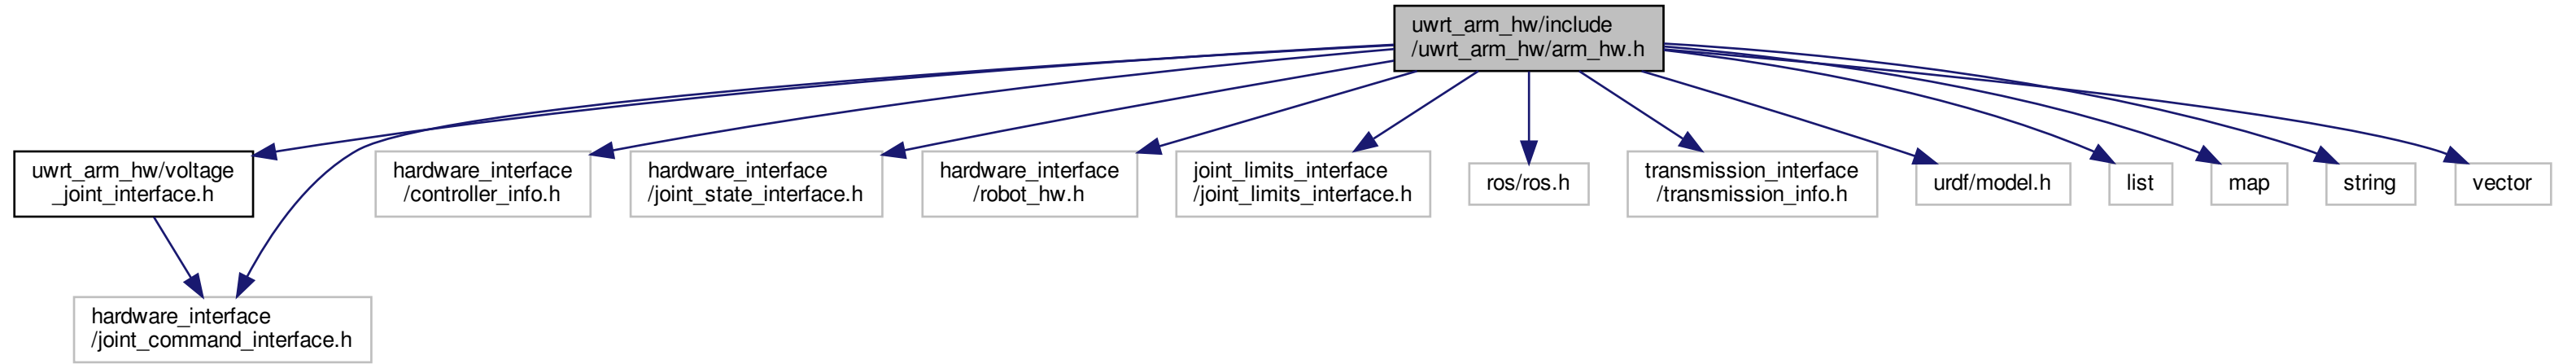 uwrt_arm_hw/include
/uwrt_arm_hw/arm_hw.h
uwrt_arm_hw/voltage
_joint_interface.h
hardware_interface
/controller_info.h
hardware_interface
/joint_state_interface.h
hardware_interface
/robot_hw.h
joint_limits_interface
/joint_limits_interface.h
ros/ros.h
transmission_interface
/transmission_info.h
urdf/model.h
list
map
string
vector
hardware_interface
/joint_command_interface.h